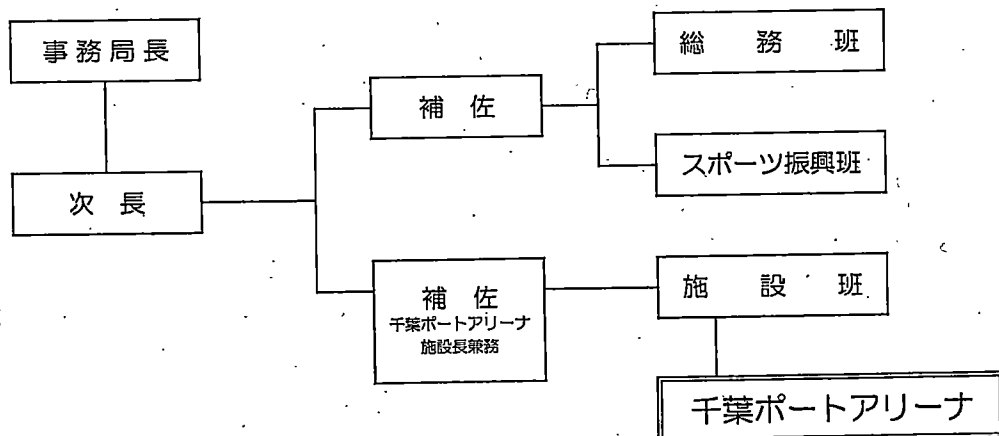 事務局長
次長
補佐
総務班
スポーツ振興班
補佐
千葉ポートアリーナ
施設長兼務
施設班
千葉ポートアリーナ